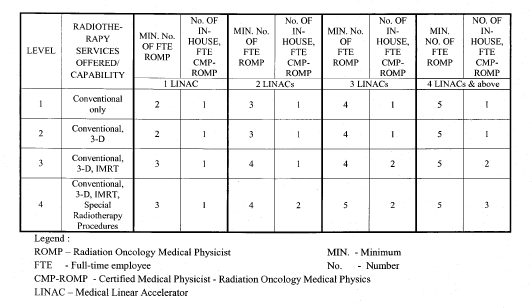 LEVEL RADIOTHE-RAPY SERVICES OFFERED/ CAPABILITY MIN. No. OF FTE ROMP No. OF IN-HOUSE, FTE CMP-ROMP MIN. No. OF FTE ROMP No. OF IN-HOUSE, FTE CMP-ROMP MIN. No. OF FTE ROMP No. OF IN-HOUSE, FTE CMP-ROMP MIN. NO. OF FTE ROMP NO. OF IN-HOUSE, FTE CMP-ROMP
1 LINAC 2 LINACs 3 LINACs 4 LINACs & above
1 Conventional only 2 1 3 1 4 1 5 1
2 Conventional, 3-D 2 1 3 1 4 1 5 1
3 Conventional, 3-D, IMRT 3 1 4 1 4 2 5 2
4 Conventional, 3-D, IMRT, Special Radiotherapy Procedures 3 1 4 2 5 2 5 3
Legend :
ROMP – Radiation Oncology Medical Physicist MIN. - Minimum
FTE - Full-time employee No. - Number
CMP-ROMP - Certified Medical Physicist - Radiation Oncology Medical Physics
LINAC – Medical Linear Accelerator